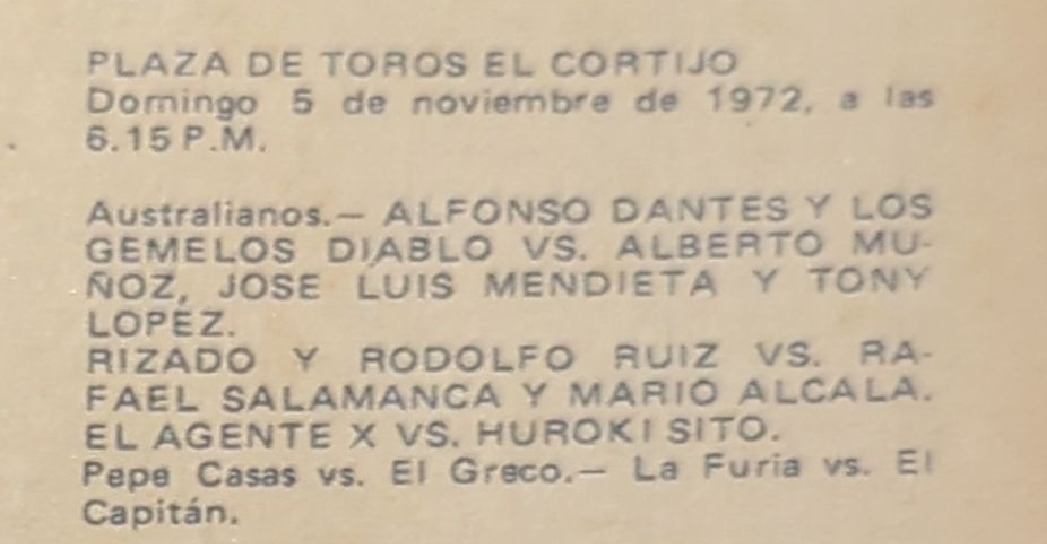 PLAZA DE TOROS EL CORTIJO
Domingo 5 de noviembre de 1972, a las
6.15 P.M.
Australianos.— ALFONSO DANTES Y LOS
GEMELOS DIABLO VS. ALBERTO MU-
ÑOZ, JOSE LUIS MENDIETA Y TONY
LOPEZ.
RIZADO Y RODOLFO RUIZ VS. RA-
FAEL SALAMANCA Y MARIO ALCALA.
EL AGENTE X VS. HUROKI SITO.
Pepe Casas vs. El Greco.— La Furia vs. El
Capitán.